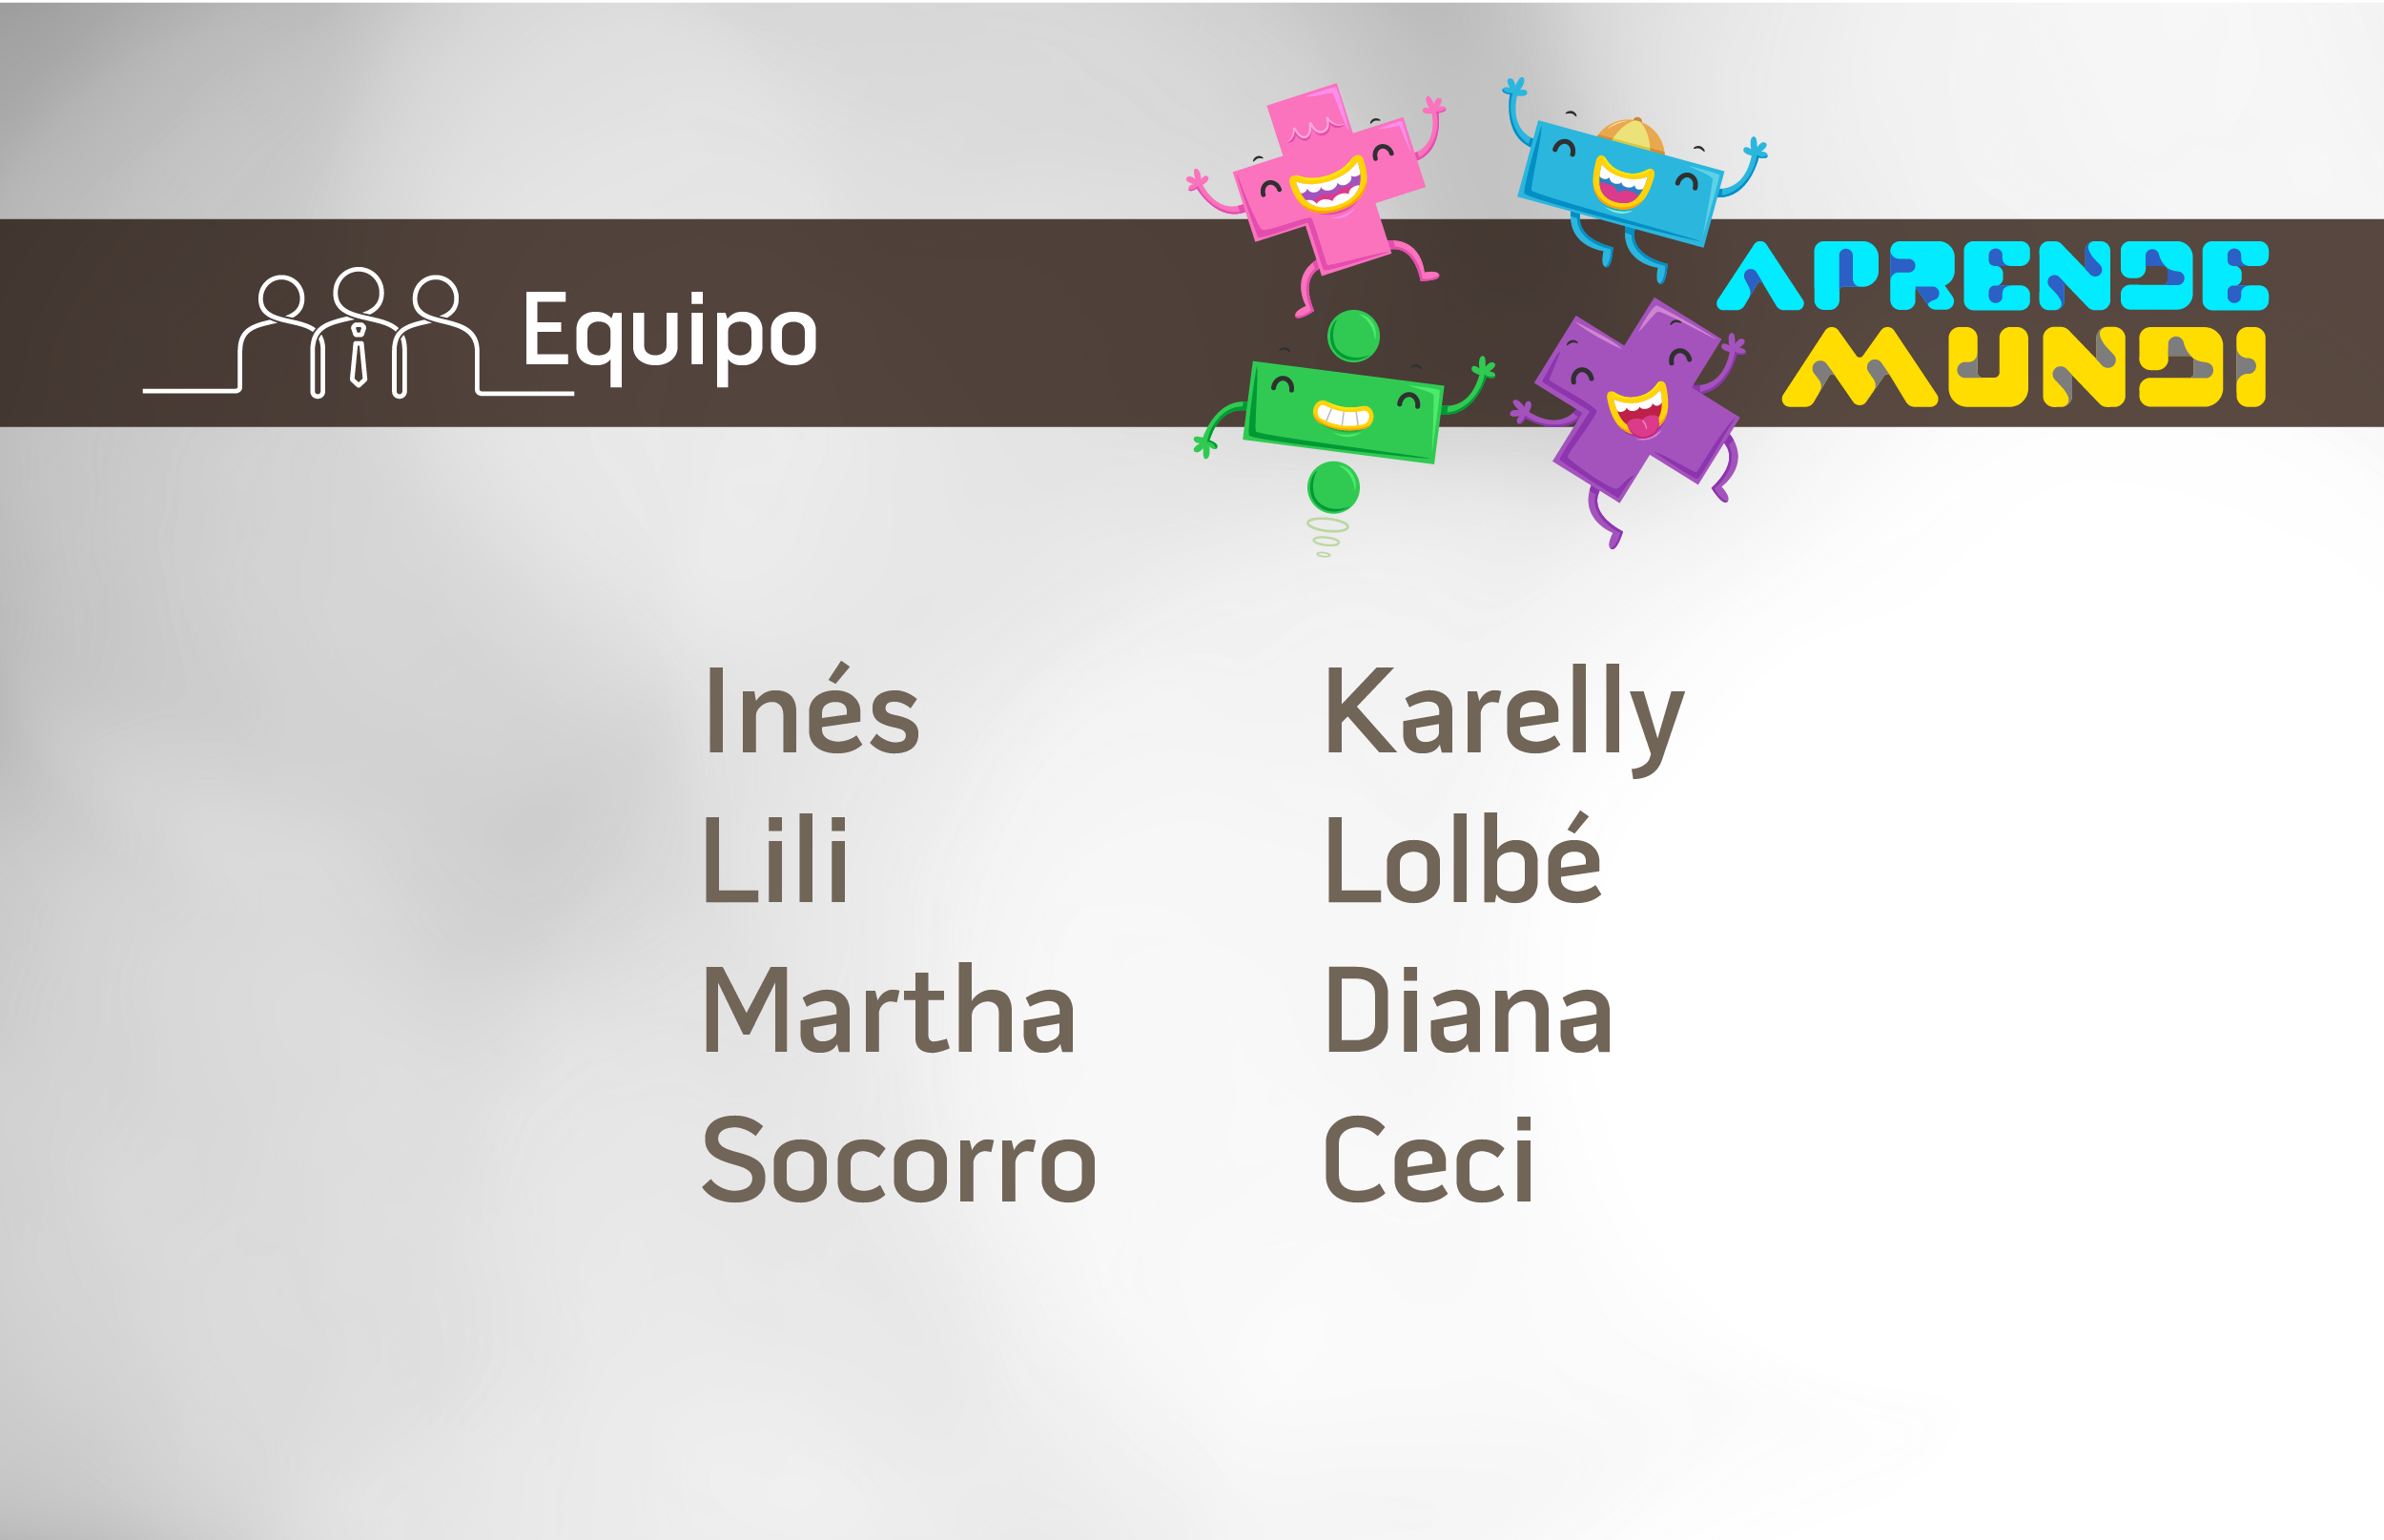 Equipo
APRENDE
MUNDI
Inés
Lili
Martha
Socorro
Karelly
Lolbé
Diana
Ceci